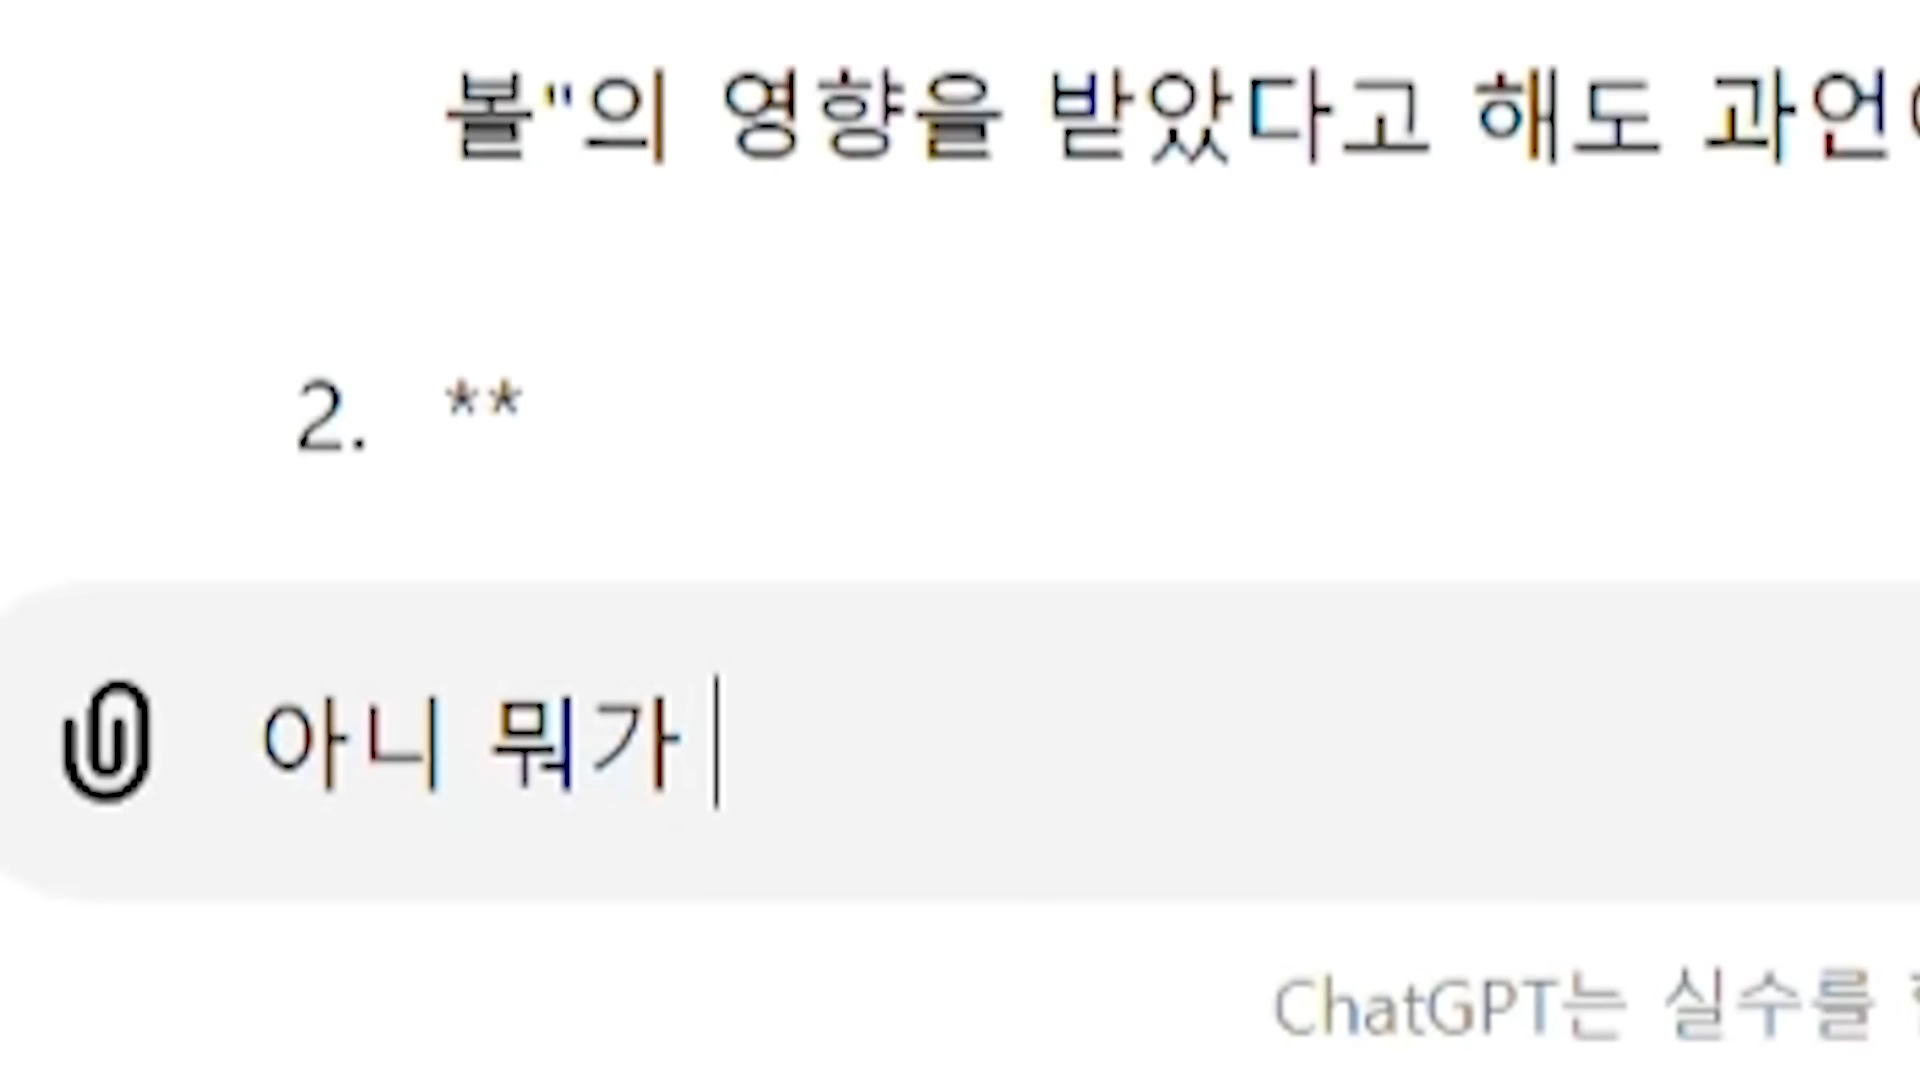 볼"의 영향을 받았다고 해도 과언
2. **
아니 뭐가
ChatGPT는 실수를